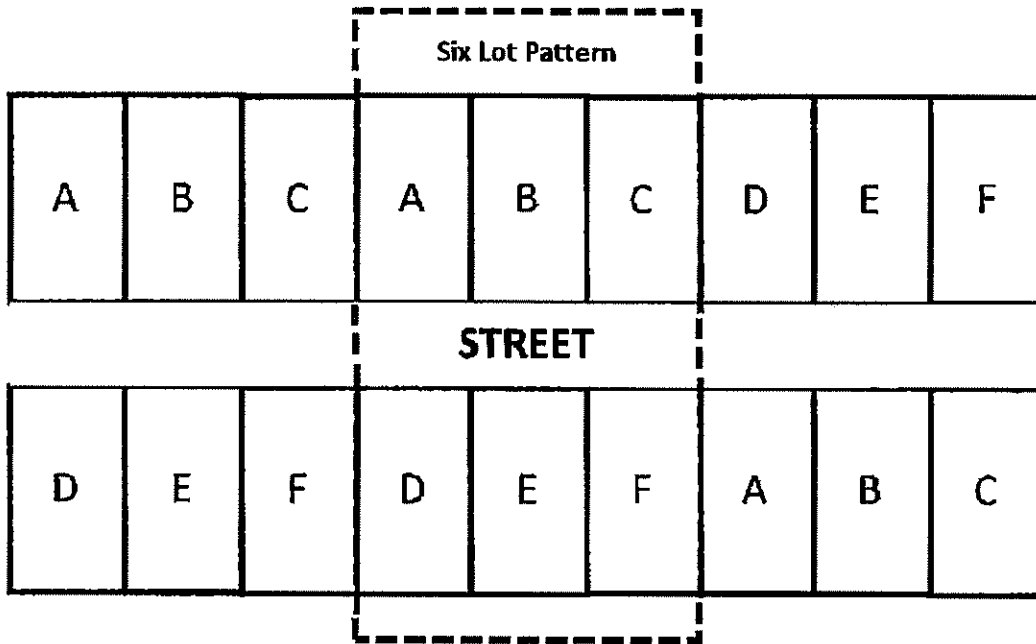 Six Lot Pattern
A B C A B C D E F
STREET
D E F D E F A B C